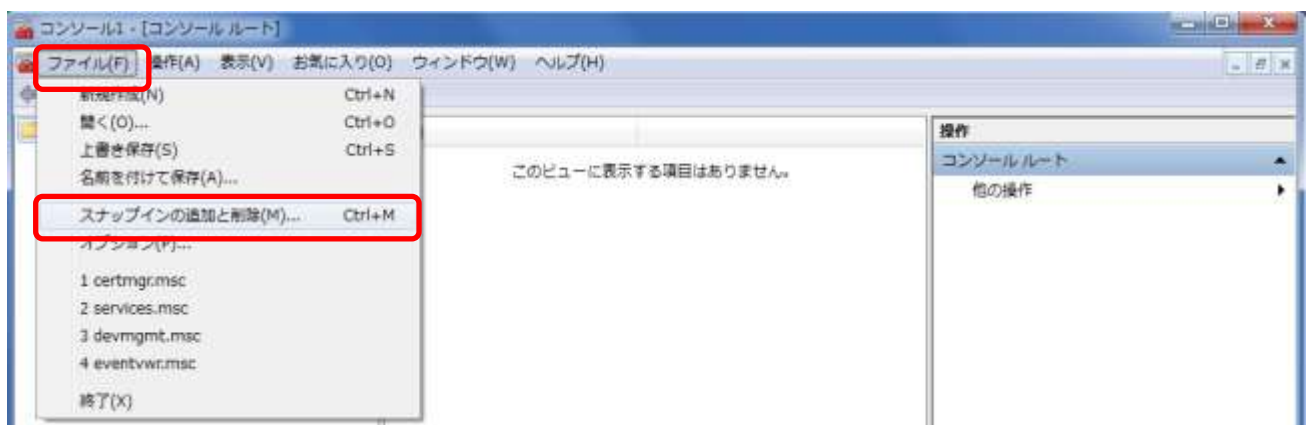 コンソール1 - [コンソール ルート]
ファイル(F) 操作(A) 表示(V) お気に入り(O) ウィンドウ(W) ヘルプ(H)
新規作成(N) Ctrl+N
開く(O)... Ctrl+O
上書き保存(S) Ctrl+S
名前を付けて保存(A)...
スナップインの追加と削除(M)... Ctrl+M
オプション(P)...
1 certmgr.msc
2 services.msc
3 devmgmt.msc
4 eventvwr.msc
終了(X)
このビューに表示する項目はありません。
操作
コンソール ルート
他の操作